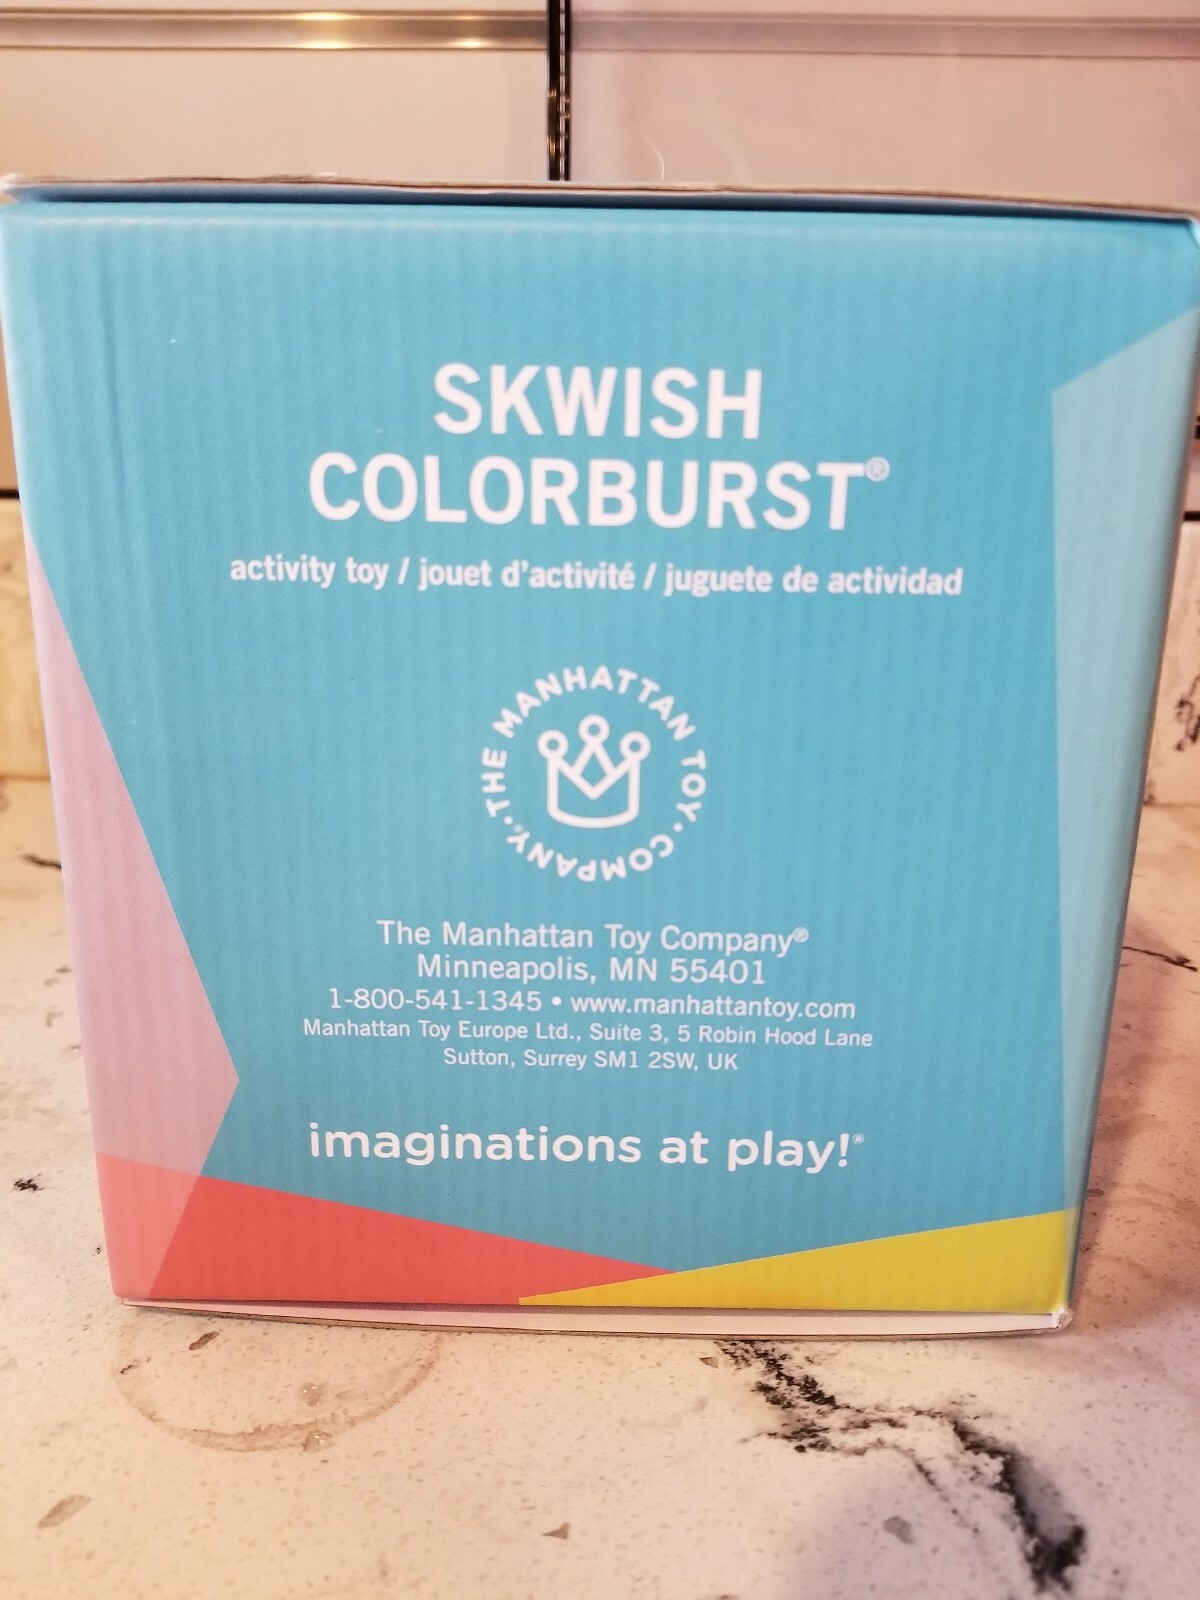 SKWISH
COLORBURST®
activity toy / jouet d'activité / juguete de actividad
THE MANHATTAN TOY • COMPANY® •
The Manhattan Toy Company®
Minneapolis, MN 55401
1-800-541-1345 • www.manhattantoy.com
Manhattan Toy Europe Ltd., Suite 3, 5 Robin Hood Lane
Sutton, Surrey SM1 2SW, UK
imaginations at play!®